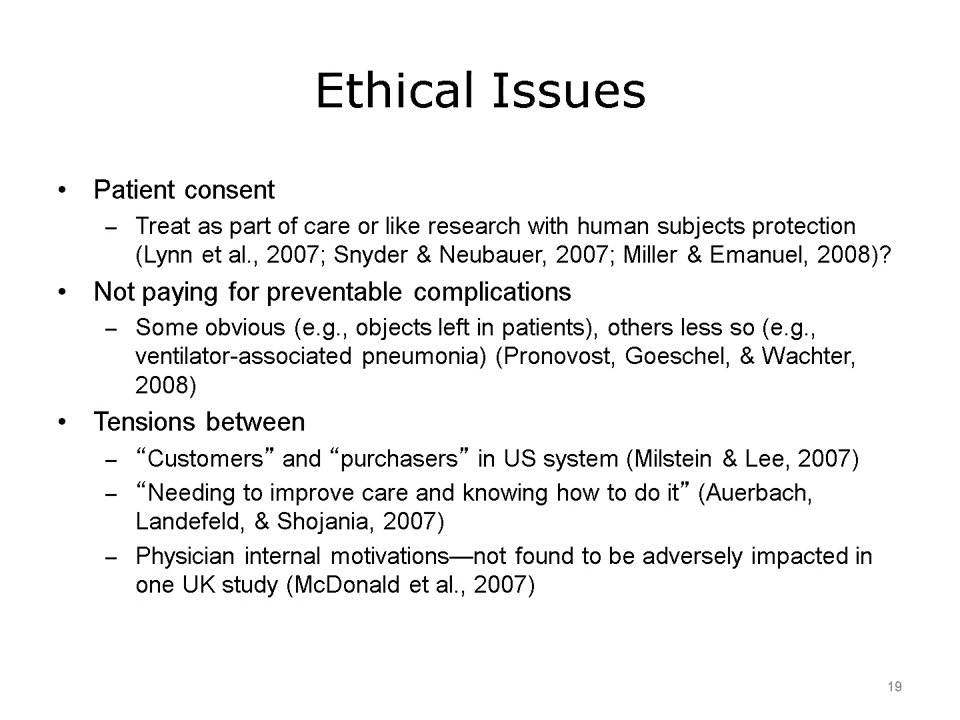 Ethical Issues
• Patient consent
– Treat as part of care or like research with human subjects protection
(Lynn et al., 2007; Snyder & Neubauer, 2007; Miller & Emanuel, 2008)?
• Not paying for preventable complications
– Some obvious (e.g., objects left in patients), others less so (e.g.,
ventilator-associated pneumonia) (Pronovost, Goeschel, & Wachter,
2008)
• Tensions between
– “Customers” and “purchasers” in US system (Milstein & Lee, 2007)
– “Needing to improve care and knowing how to do it” (Auerbach,
Landefeld, & Shojania, 2007)
– Physician internal motivations—not found to be adversely impacted in
one UK study (McDonald et al., 2007)
19